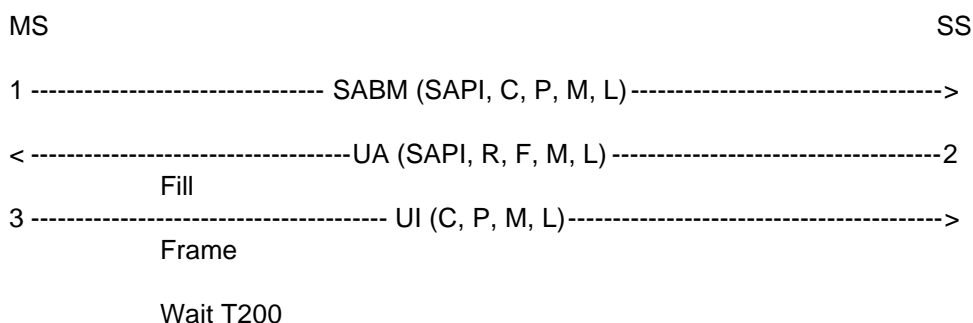 MS SS
1 --------------------------------- SABM (SAPI, C, P, M, L) ----------------------------------->
< ------------------------------------UA (SAPI, R, F, M, L) -------------------------------------2
Fill
3 ---------------------------------------- UI (C, P, M, L)------------------------------------------>
Frame
Wait T200